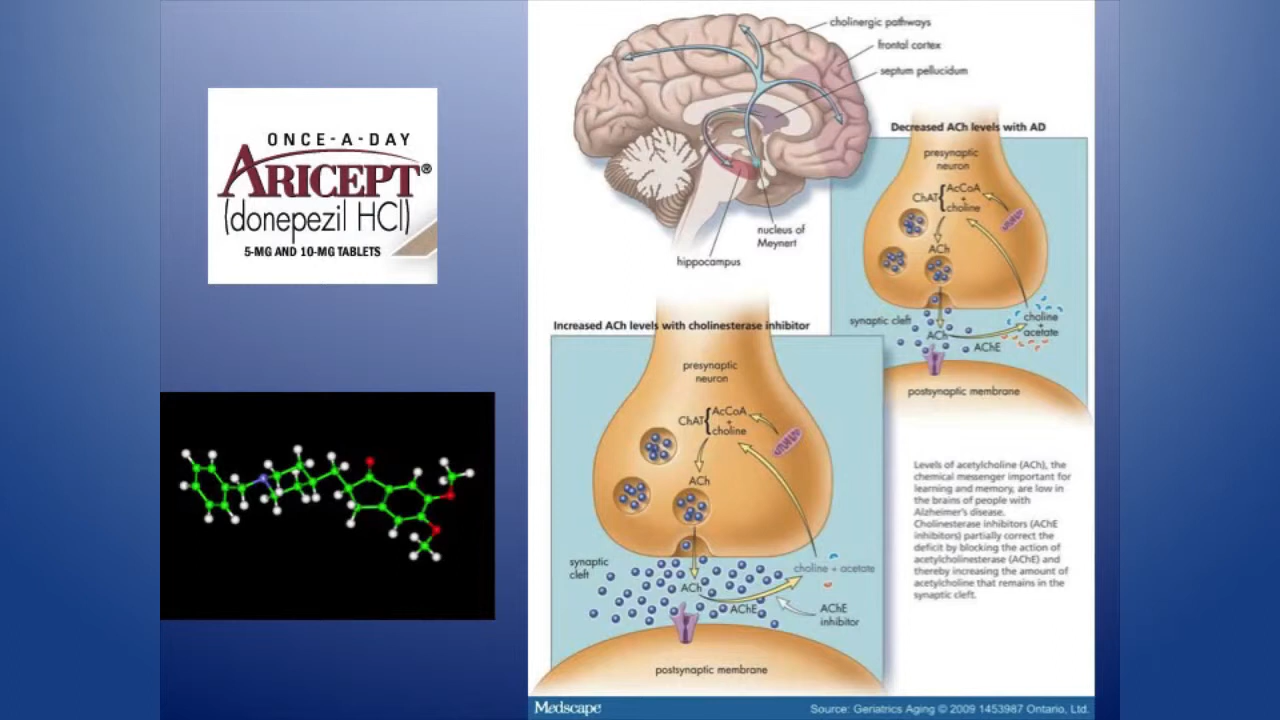 ONCE-A-DAY
ARICEPT®
(donepezil HCl)
5-MG AND 10-MG TABLETS
cholinergic pathways
frontal cortex
septum pellucidum
nucleus of
Meynert
hippocampus
Decreased ACh levels with AD
presynaptic
neuron
ChAT{AcCoA
+
choline
ACh
synaptic cleft
ACh
AChE
choline
+
acetate
postsynaptic membrane
Increased ACh levels with cholinesterase inhibitor
presynaptic
neuron
ChAT{AcCoA
+
choline
ACh
synaptic
cleft
ACh
AChE
choline + acetate
AChE
inhibitor
postsynaptic membrane
Levels of acetylcholine (ACh), the
chemical messenger important for
learning and memory, are low in
the brains of people with
Alzheimer's disease.
Cholinesterase inhibitors (AChE
inhibitors) partially correct the
deficit by blocking the action of
acetylcholinesterase (AChE) and
thereby increasing the amount of
acetylcholine that remains in the
synaptic cleft.
Medscape
Source: Geriatrics Aging © 2009 1453987 Ontario, Ltd.